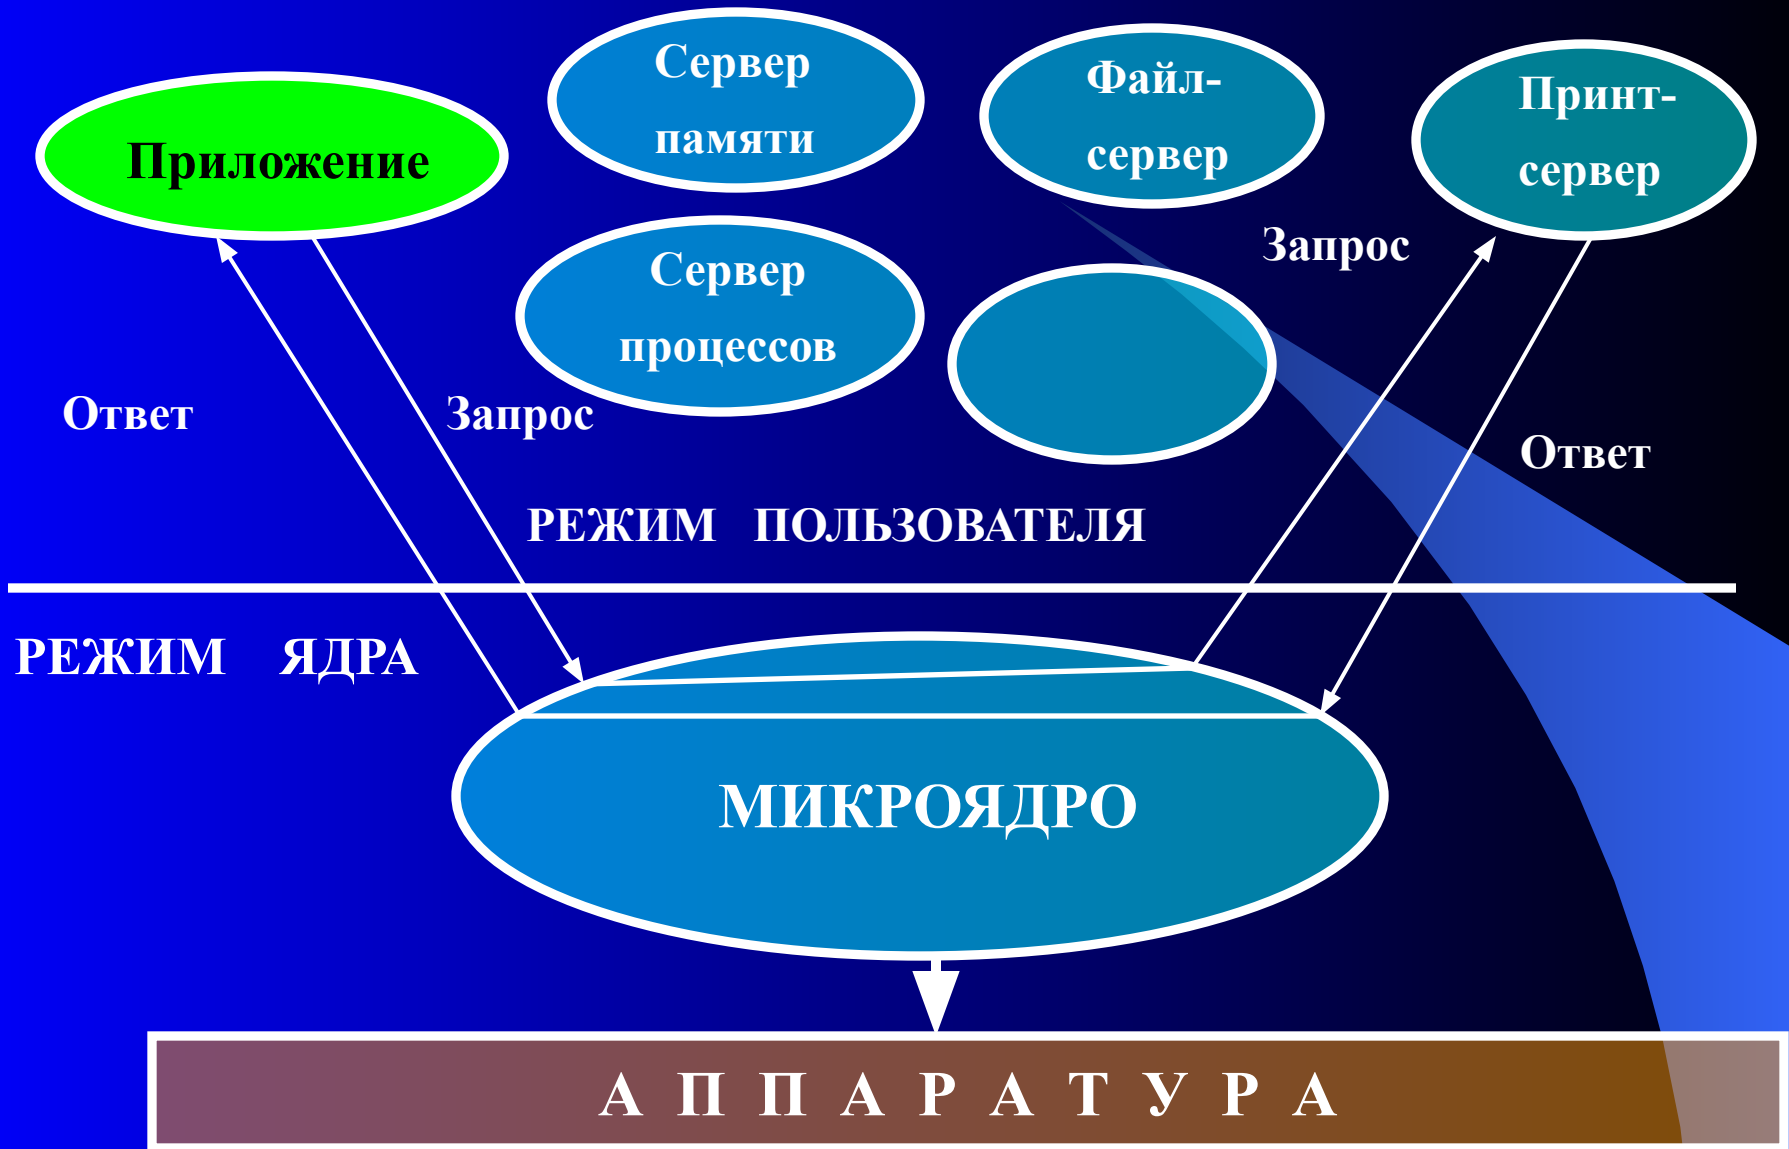 Приложение
Сервер
памяти
Файл-
сервер
Принт-
сервер
Сервер
процессов
Запрос
Ответ
Запрос
Ответ
РЕЖИМ ПОЛЬЗОВАТЕЛЯ
РЕЖИМ ЯДРА
МИКРОЯДРО
А П П А Р А Т У Р А